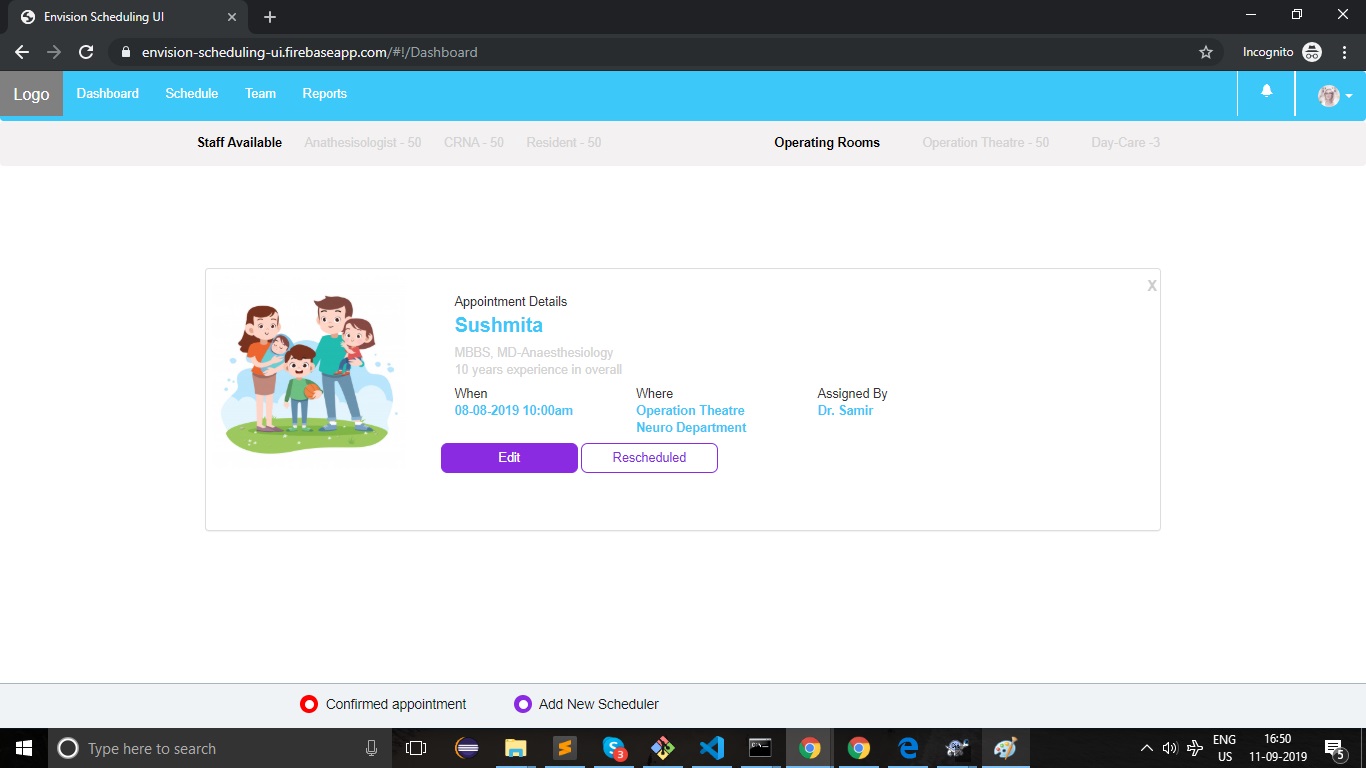 Envision Scheduling UI
envision-scheduling-ui.firebaseapp.com/#!/Dashboard
Incognito
Logo Dashboard Schedule Team Reports
Staff Available Anathesisologist - 50 CRNA - 50 Resident - 50 Operating Rooms Operation Theatre - 50 Day-Care -3
X
Appointment Details
Sushmita
MBBS, MD-Anaesthesiology
10 years experience in overall
When Where Assigned By
08-08-2019 10:00am Operation Theatre Dr. Samir
Neuro Department
Edit Rescheduled
Confirmed appointment Add New Scheduler
Type here to search
3
ENG
US
16:50
11-09-2019
5